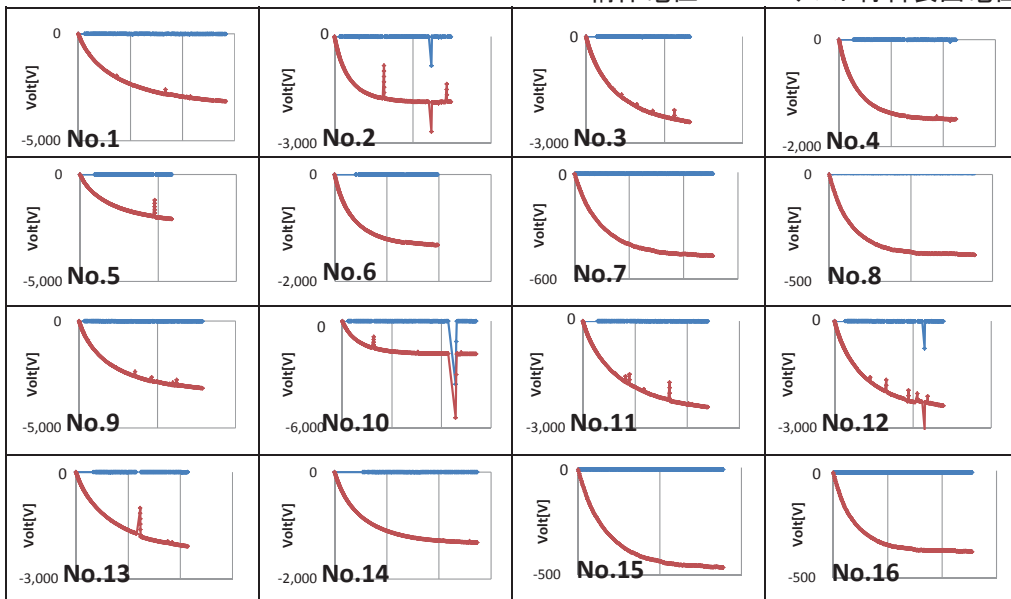 0
Volt[V]
-5,000
No.1
0
Volt[V]
-3,000
No.2
0
Volt[V]
-3,000
No.3
0
Volt[V]
-2,000
No.4
0
Volt[V]
-5,000
No.5
0
Volt[V]
-2,000
No.6
0
Volt[V]
-600
No.7
0
Volt[V]
-500
No.8
0
Volt[V]
-5,000
No.9
0
Volt[V]
-6,000
No.10
0
Volt[V]
-3,000
No.11
0
Volt[V]
-3,000
No.12
0
Volt[V]
-3,000
No.13
0
Volt[V]
-2,000
No.14
0
Volt[V]
-500
No.15
0
Volt[V]
-500
No.16